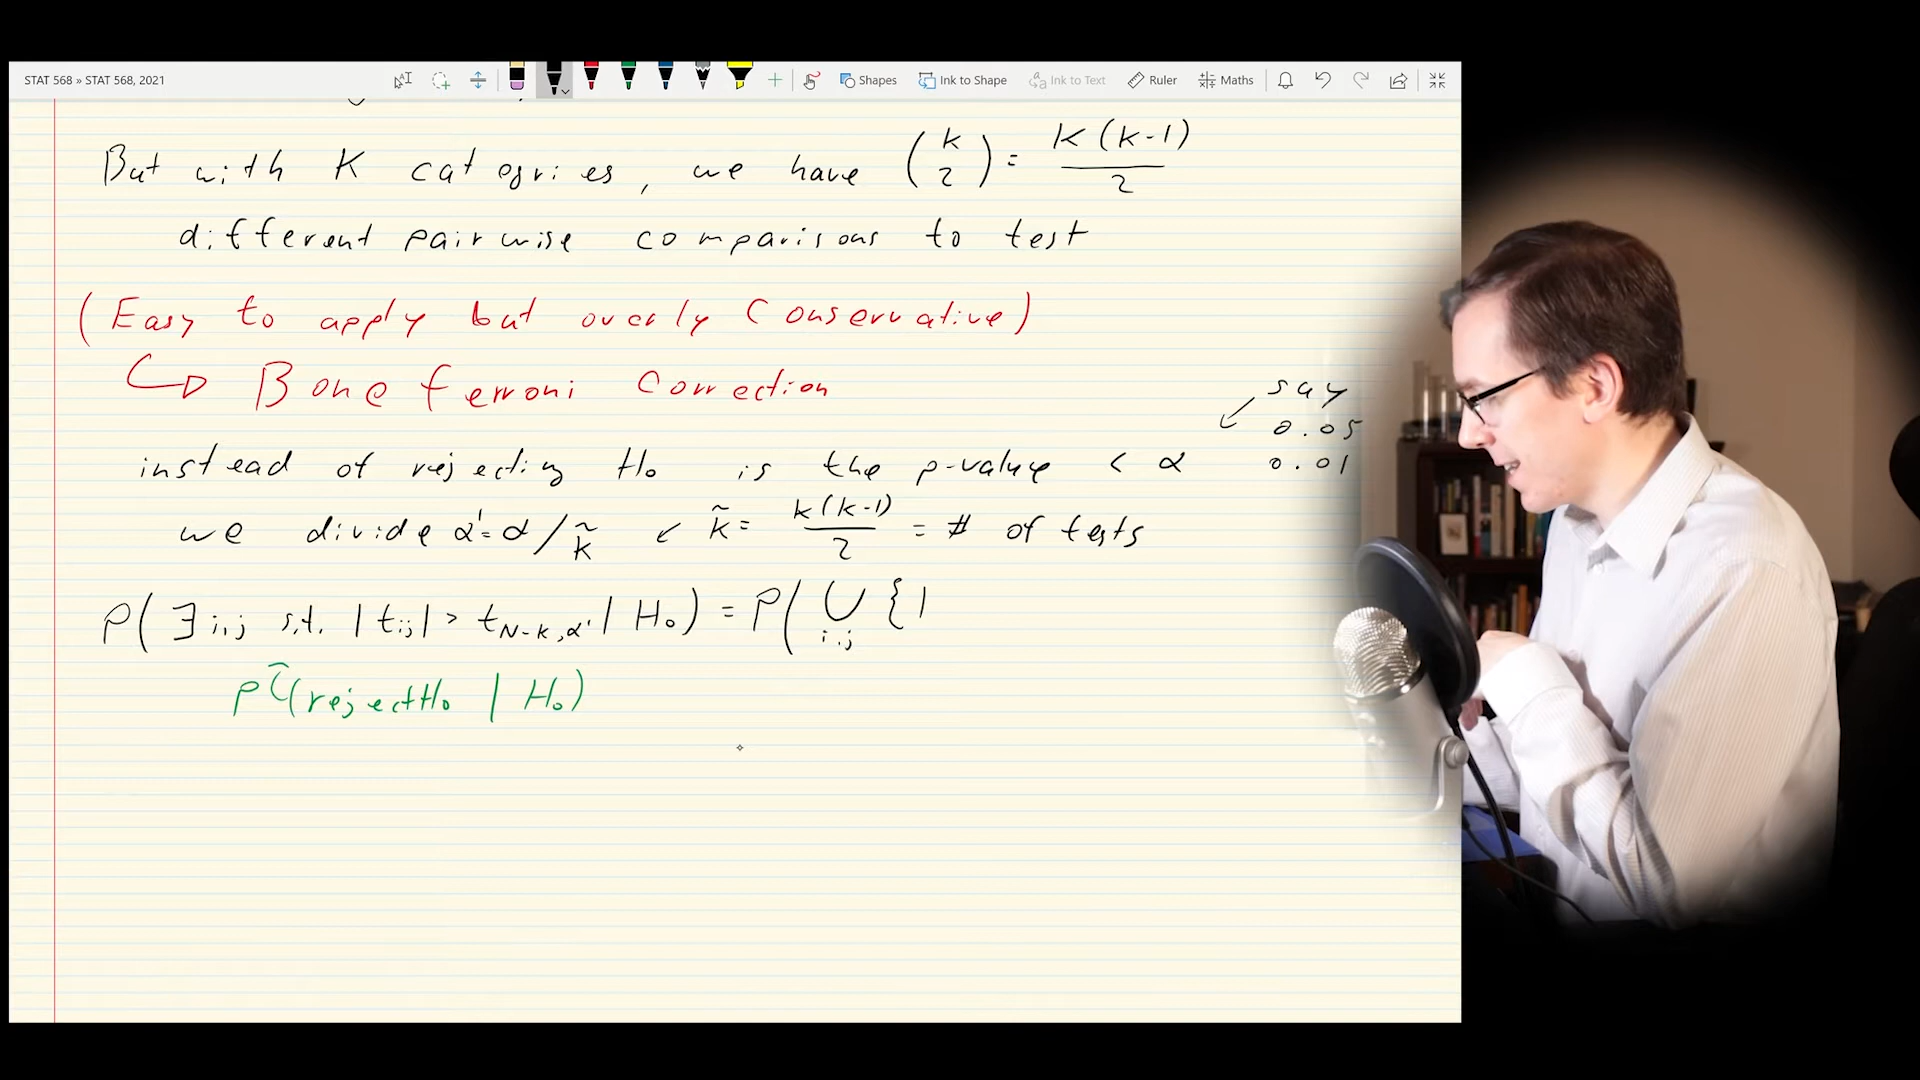 STAT 568 » STAT 568, 2021
Shapes Ink to Shape Ink to Text Ruler Maths
But with K categries, we have (k 2) = K(k-1)/2
different pairwise comparisons to test
(Easy to apply but overly Conservative)
↳ Boneferroni Correction
say
0.05
instead of rejecting H₀ is the p-value < α 0.01
we divide α'=α/k̃ ↙ k̃ = k(k-1)/2 = # of tests
P(∃ i,j s.t. |tᵢⱼ| > t_{N-K,α'} | H₀) = P(∪_{i,j} {|
P(reject H₀ | H₀)